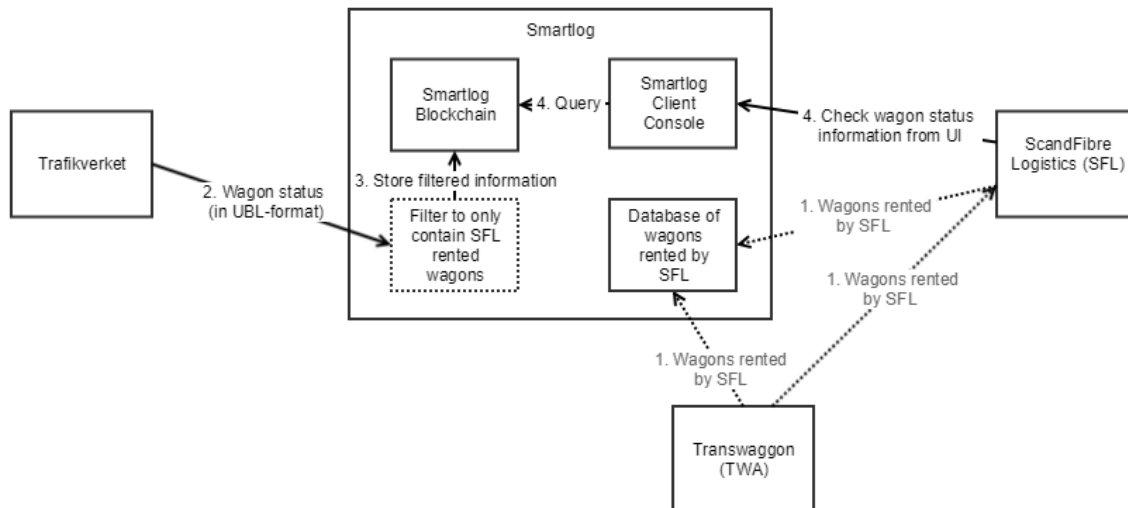 Smartlog
Smartlog
Blockchain
4. Query
Smartlog
Client
Console
4. Check wagon status
information from UI
ScandFibre
Logistics (SFL)
Trafikverket
2. Wagon status
(in UBL-format)
3. Store filtered information
Filter to only
contain SFL
rented
wagons
Database of
wagons
rented by
SFL
1. Wagons rented
by SFL
1. Wagons rented
by SFL
1. Wagons rented
by SFL
Transwaggon
(TWA)